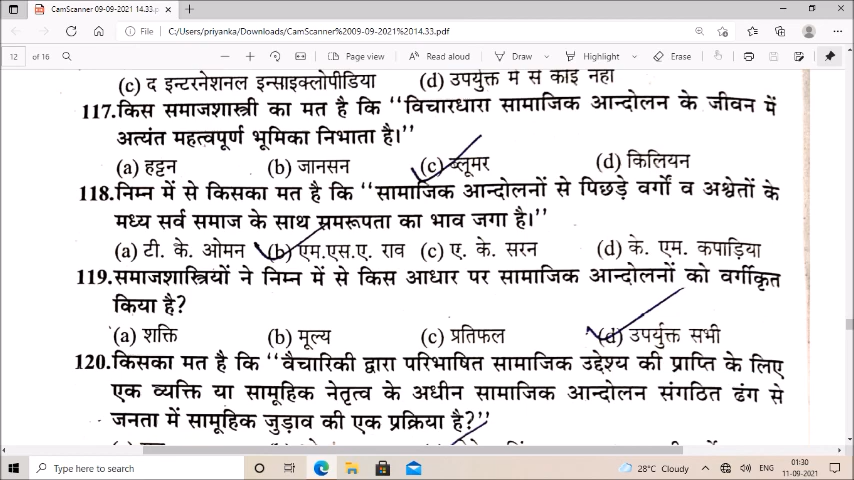 CamScanner 09-09-2021 14.33.p
File
C:/Users/priyanka/Downloads/CamScanner%2009-09-2021%2014.33.pdf
12 of 16
Page view
Read aloud
Draw
Highlight
Erase
(c) द इन्टरनेशनल इन्साइक्लोपीडिया (d) उपर्युक्त में से कोई नहीं
117.किस समाजशास्त्री का मत है कि ‘‘विचारधारा सामाजिक आन्दोलन के जीवन में
अत्यंत महत्वपूर्ण भूमिका निभाता है।’’
(a) हट्टन (b) जानसन (c) ब्लूमर (d) किलियन
118.निम्न में से किसका मत है कि ‘‘सामाजिक आन्दोलनों से पिछड़े वर्गों व अश्वेतों के
मध्य सर्व समाज के साथ समरूपता का भाव जगा है।’’
(a) टी. के. ओमन (b) एम.एस.ए. राव (c) ए. के. सरन (d) के. एम. कपाड़िया
119.समाजशास्त्रियों ने निम्न में से किस आधार पर सामाजिक आन्दोलनों को वर्गीकृत
किया है?
(a) शक्ति (b) मूल्य (c) प्रतिफल (d) उपर्युक्त सभी
120.किसका मत है कि ‘‘वैचारिकी द्वारा परिभाषित सामाजिक उद्देश्य की प्राप्ति के लिए
एक व्यक्ति या सामूहिक नेतृत्व के अधीन सामाजिक आन्दोलन संगठित ढंग से
जनता में सामूहिक जुड़ाव की एक प्रक्रिया है?’’
Type here to search
28°C Cloudy
ENG
01:30
11-09-2021